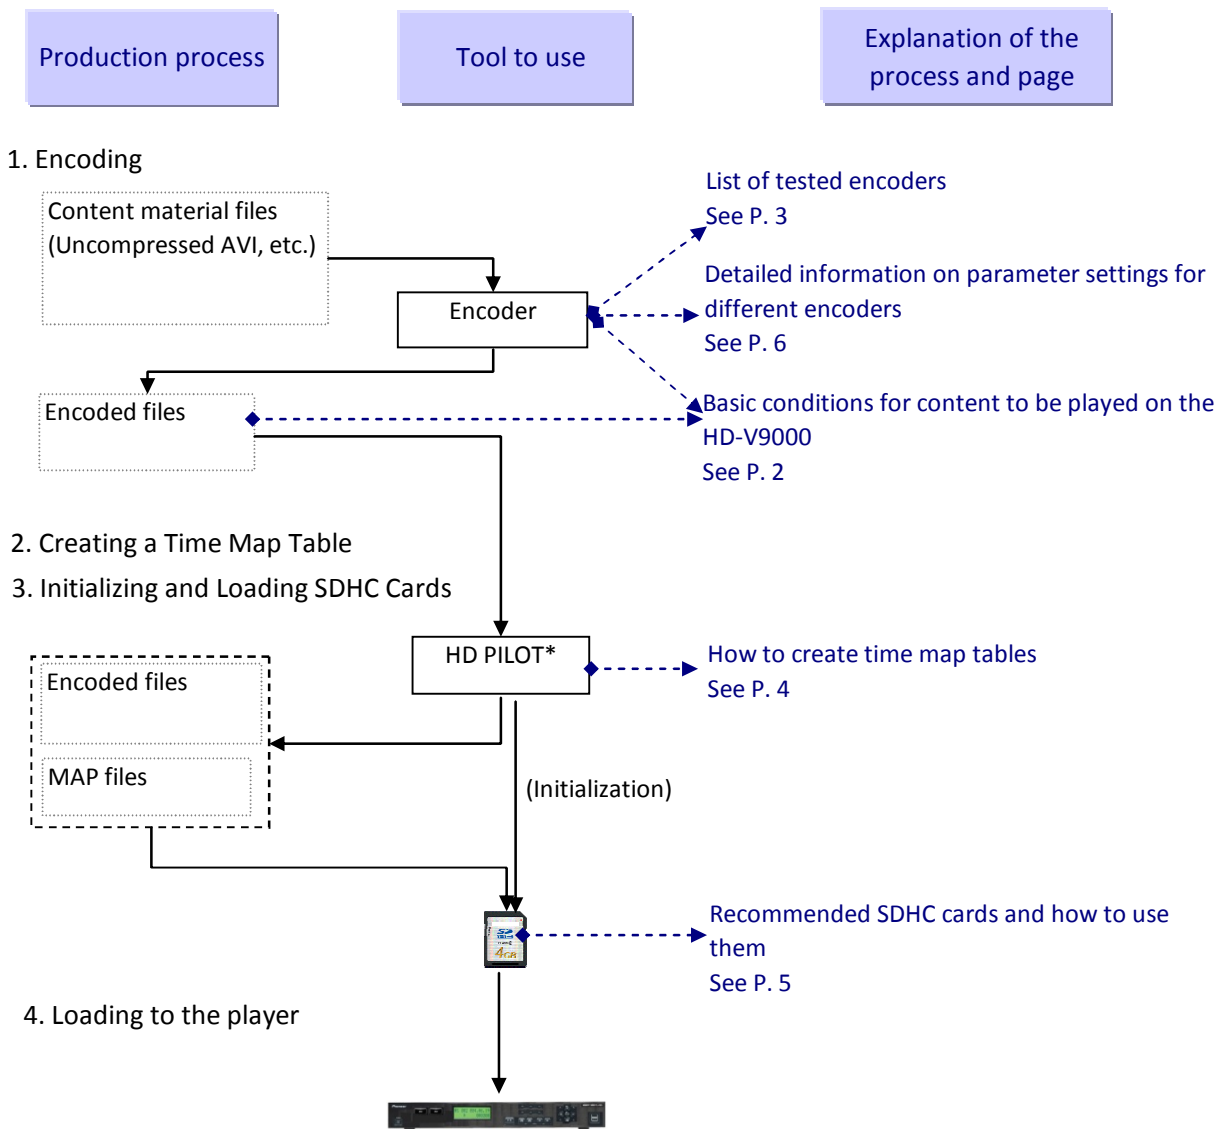 Production process
Tool to use
Explanation of the
process and page
1. Encoding
Content material files
(Uncompressed AVI, etc.)
List of tested encoders
See P. 3
Encoder
Detailed information on parameter settings for
different encoders
See P. 6
Encoded files
Basic conditions for content to be played on the
HD-V9000
See P. 2
2. Creating a Time Map Table
3. Initializing and Loading SDHC Cards
HD PILOT*
How to create time map tables
See P. 4
Encoded files
MAP files
(Initialization)
4GB
Recommended SDHC cards and how to use
them
See P. 5
4. Loading to the player